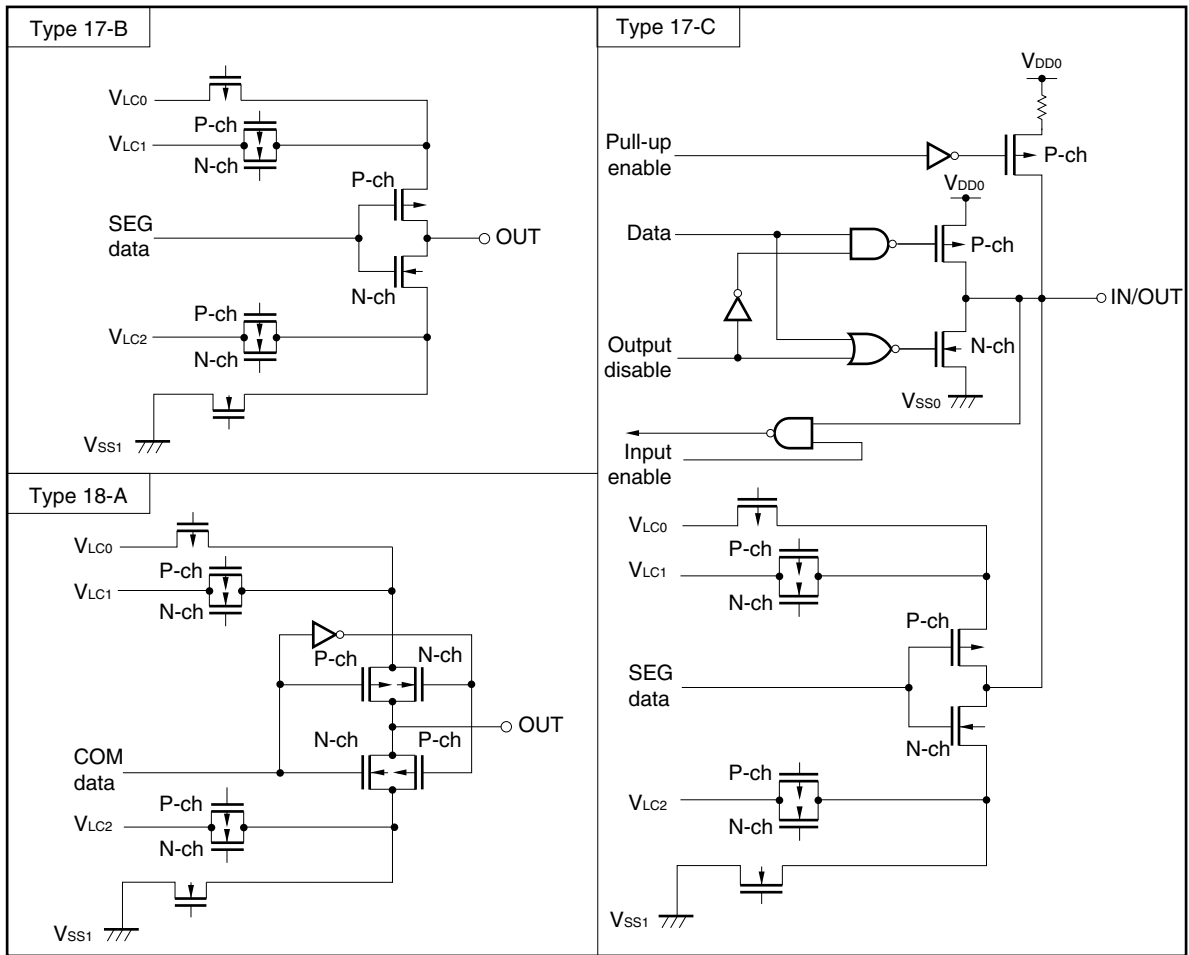 Type 17-B
VLC0
P-ch
VLC1
N-ch
P-ch
SEG
data
OUT
N-ch
P-ch
VLC2
N-ch
VSS1
Type 18-A
VLC0
P-ch
VLC1
N-ch
P-ch
N-ch
OUT
N-ch
P-ch
COM
data
P-ch
VLC2
N-ch
VSS1
Type 17-C
VDD0
Pull-up
enable
P-ch
VDD0
Data
P-ch
IN/OUT
Output
disable
N-ch
VSS0
Input
enable
VLC0
P-ch
VLC1
N-ch
P-ch
SEG
data
N-ch
P-ch
VLC2
N-ch
VSS1